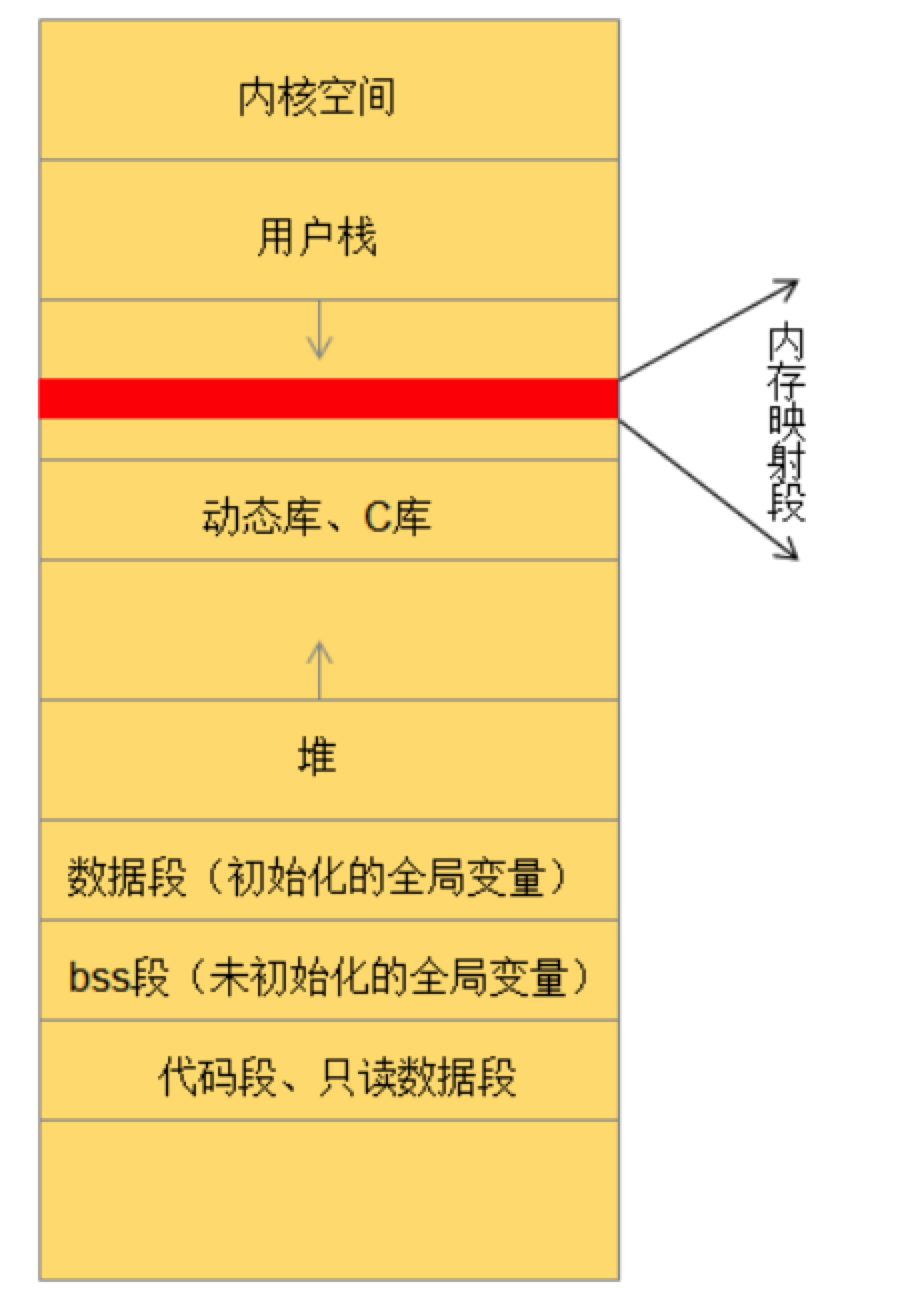 内核空间
用户栈
内存映射段
动态库、C库
堆
数据段（初始化的全局变量）
bss段（未初始化的全局变量）
代码段、只读数据段